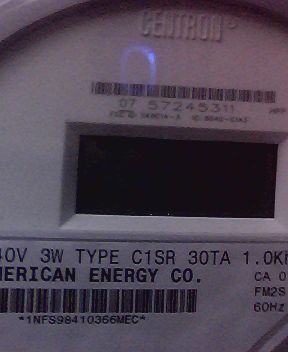 CENTRON
07 57245311
40V 3W TYPE C1SR 30TA 1.0K
MERICAN ENERGY CO.
CA 0
FM2S
60Hz
*1NFS98410366MEC*